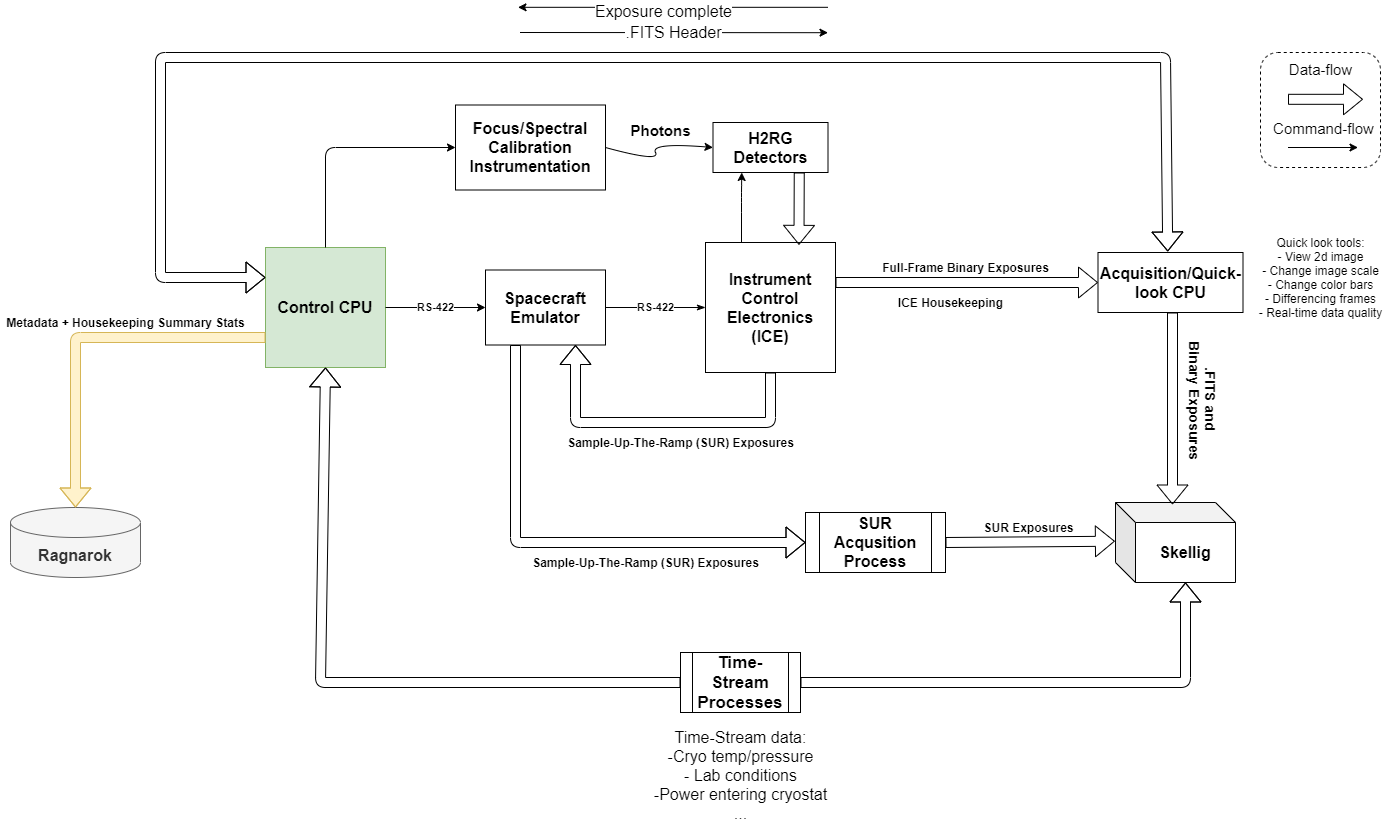 Exposure complete
.FITS Header
Data-flow
Command-flow
Focus/Spectral
Calibration
Instrumentation
Photons
H2RG
Detectors
Quick look tools:
- View 2d image
- Change image scale
- Change color bars
- Differencing frames
- Real-time data quality
Control CPU
RS-422
Spacecraft
Emulator
RS-422
Instrument
Control
Electronics
(ICE)
Full-Frame Binary Exposures
ICE Housekeeping
Acquisition/Quick-
look CPU
Metadata + Housekeeping Summary Stats
.FITS and
Binary Exposures
Sample-Up-The-Ramp (SUR) Exposures
Ragnarok
SUR
Acqusition
Process
SUR Exposures
Skellig
Sample-Up-The-Ramp (SUR) Exposures
Time-
Stream
Processes
Time-Stream data:
-Cryo temp/pressure
- Lab conditions
-Power entering cryostat
...